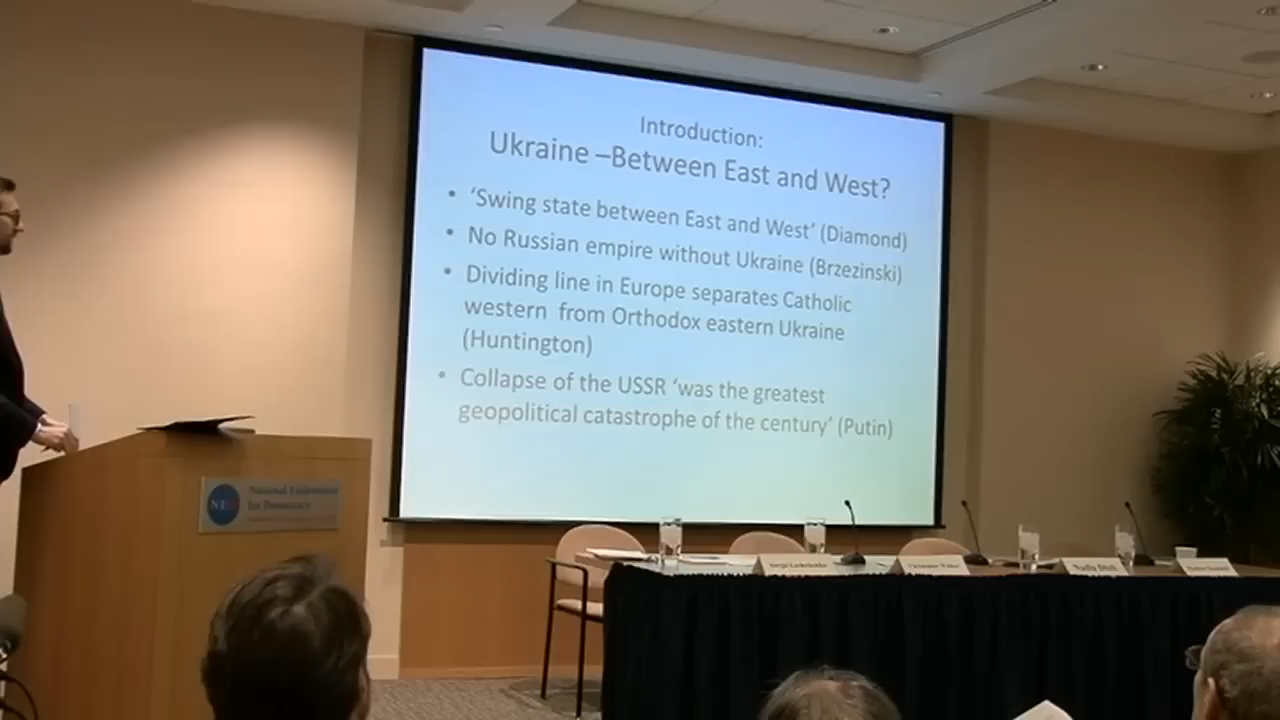 Introduction:
Ukraine –Between East and West?
• 'Swing state between East and West' (Diamond)
• No Russian empire without Ukraine (Brzezinski)
• Dividing line in Europe separates Catholic
western from Orthodox eastern Ukraine
(Huntington)
• Collapse of the USSR 'was the greatest
geopolitical catastrophe of the century' (Putin)
NED
National Endowment
for Democracy
Nadia Diuk